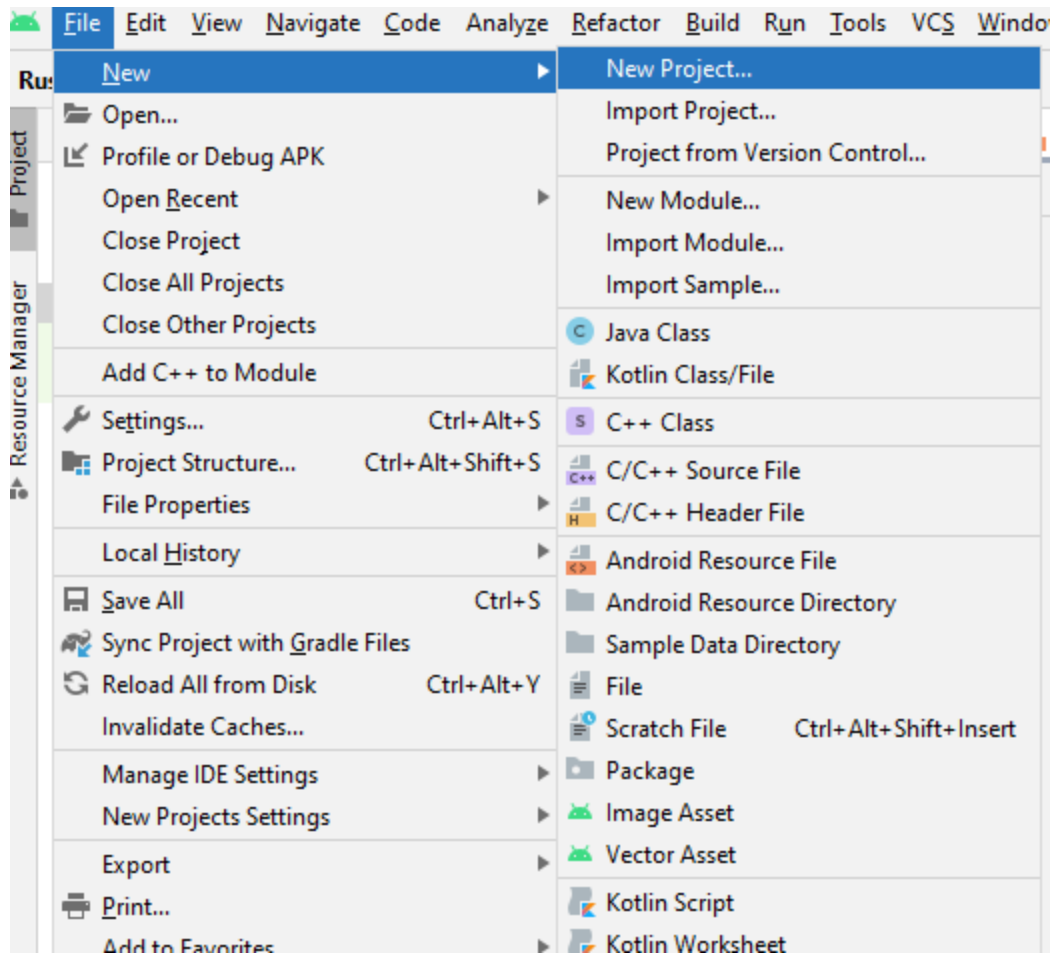 File Edit View Navigate Code Analyze Refactor Build Run Tools VCS Windo
Rus
Project
Resource Manager
New
Open...
Profile or Debug APK
Open Recent
Close Project
Close All Projects
Close Other Projects
Add C++ to Module
Settings... Ctrl+Alt+S
Project Structure... Ctrl+Alt+Shift+S
File Properties
Local History
Save All Ctrl+S
Sync Project with Gradle Files
Reload All from Disk Ctrl+Alt+Y
Invalidate Caches...
Manage IDE Settings
New Projects Settings
Export
Print...
Add to Favorites
New Project...
Import Project...
Project from Version Control...
New Module...
Import Module...
Import Sample...
C Java Class
Kotlin Class/File
S C++ Class
C++ C/C++ Source File
H C/C++ Header File
Android Resource File
Android Resource Directory
Sample Data Directory
File
Scratch File Ctrl+Alt+Shift+Insert
Package
Image Asset
Vector Asset
Kotlin Script
Kotlin Worksheet